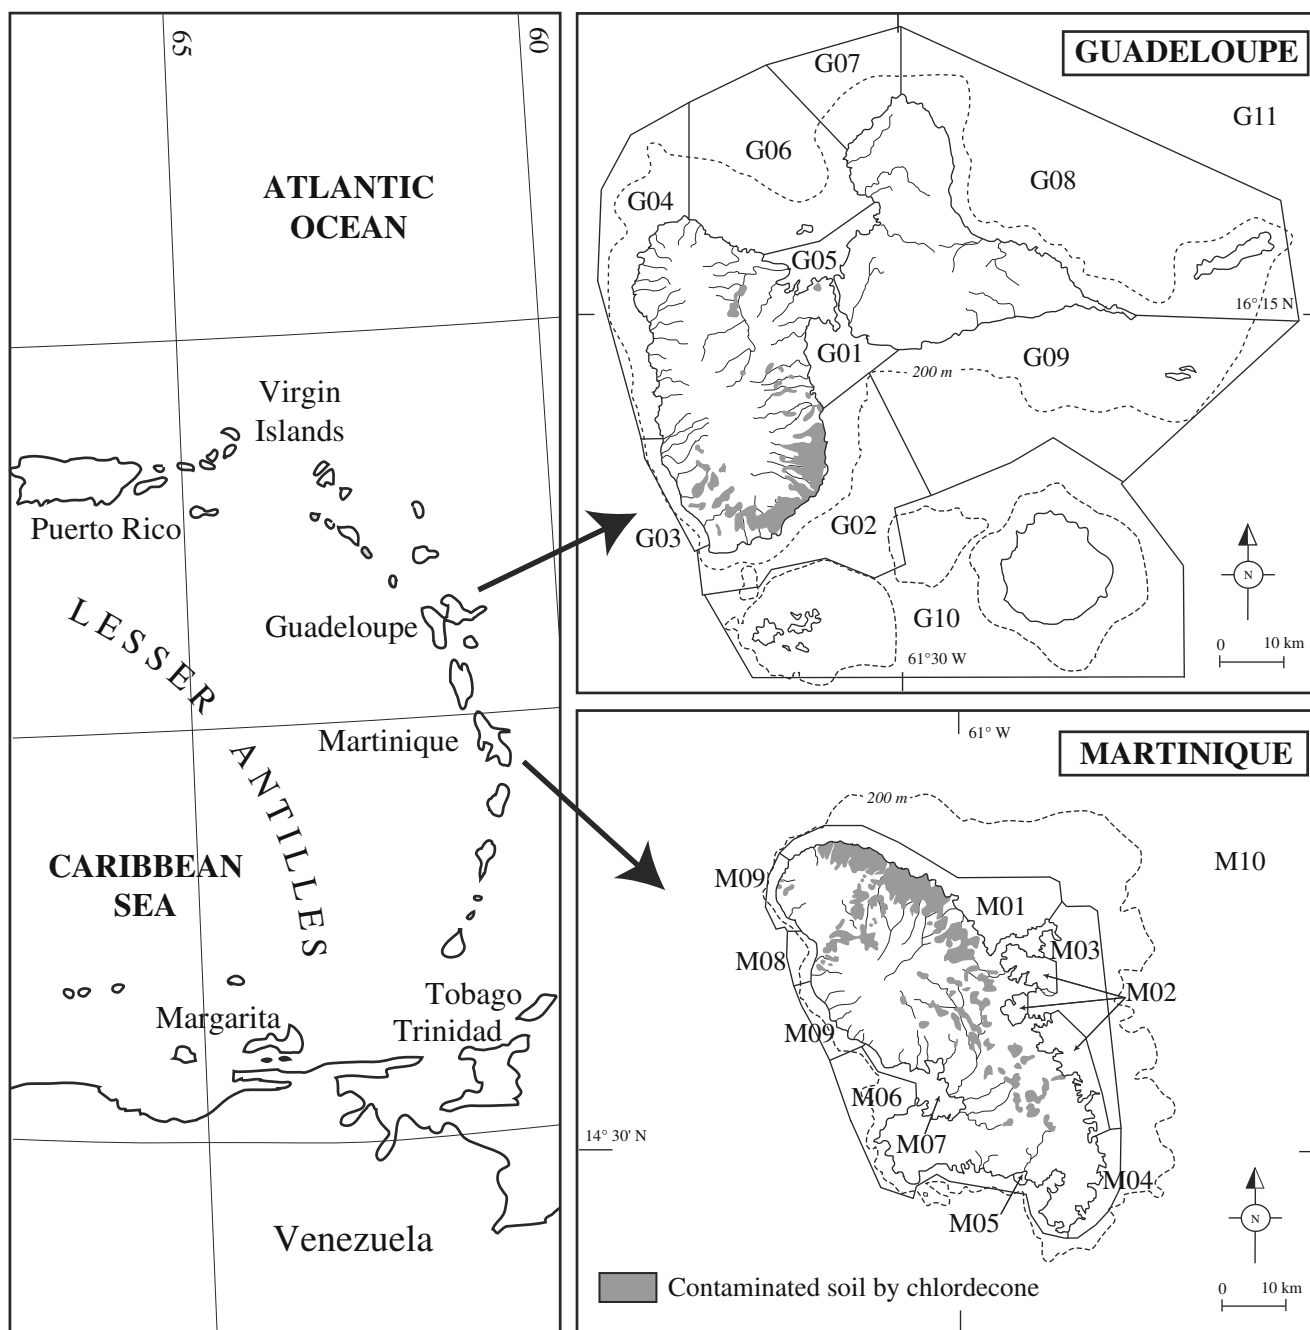 65
60
ATLANTIC
OCEAN
Virgin
Islands
Puerto Rico
Guadeloupe
LESSER
ANTILLES
Martinique
CARIBBEAN
SEA
Margarita
Tobago
Trinidad
Venezuela
GUADELOUPE
G07
G11
G06
G08
G04
G05
16° 15 N
G01
G09
200 m
G02
G03
N
G10
61°30 W
0 10 km
61° W
MARTINIQUE
200 m
M10
M09
M01
M03
M08
M02
M09
M06
M07
14° 30' N
M04
M05
N
Contaminated soil by chlordecone
0 10 km